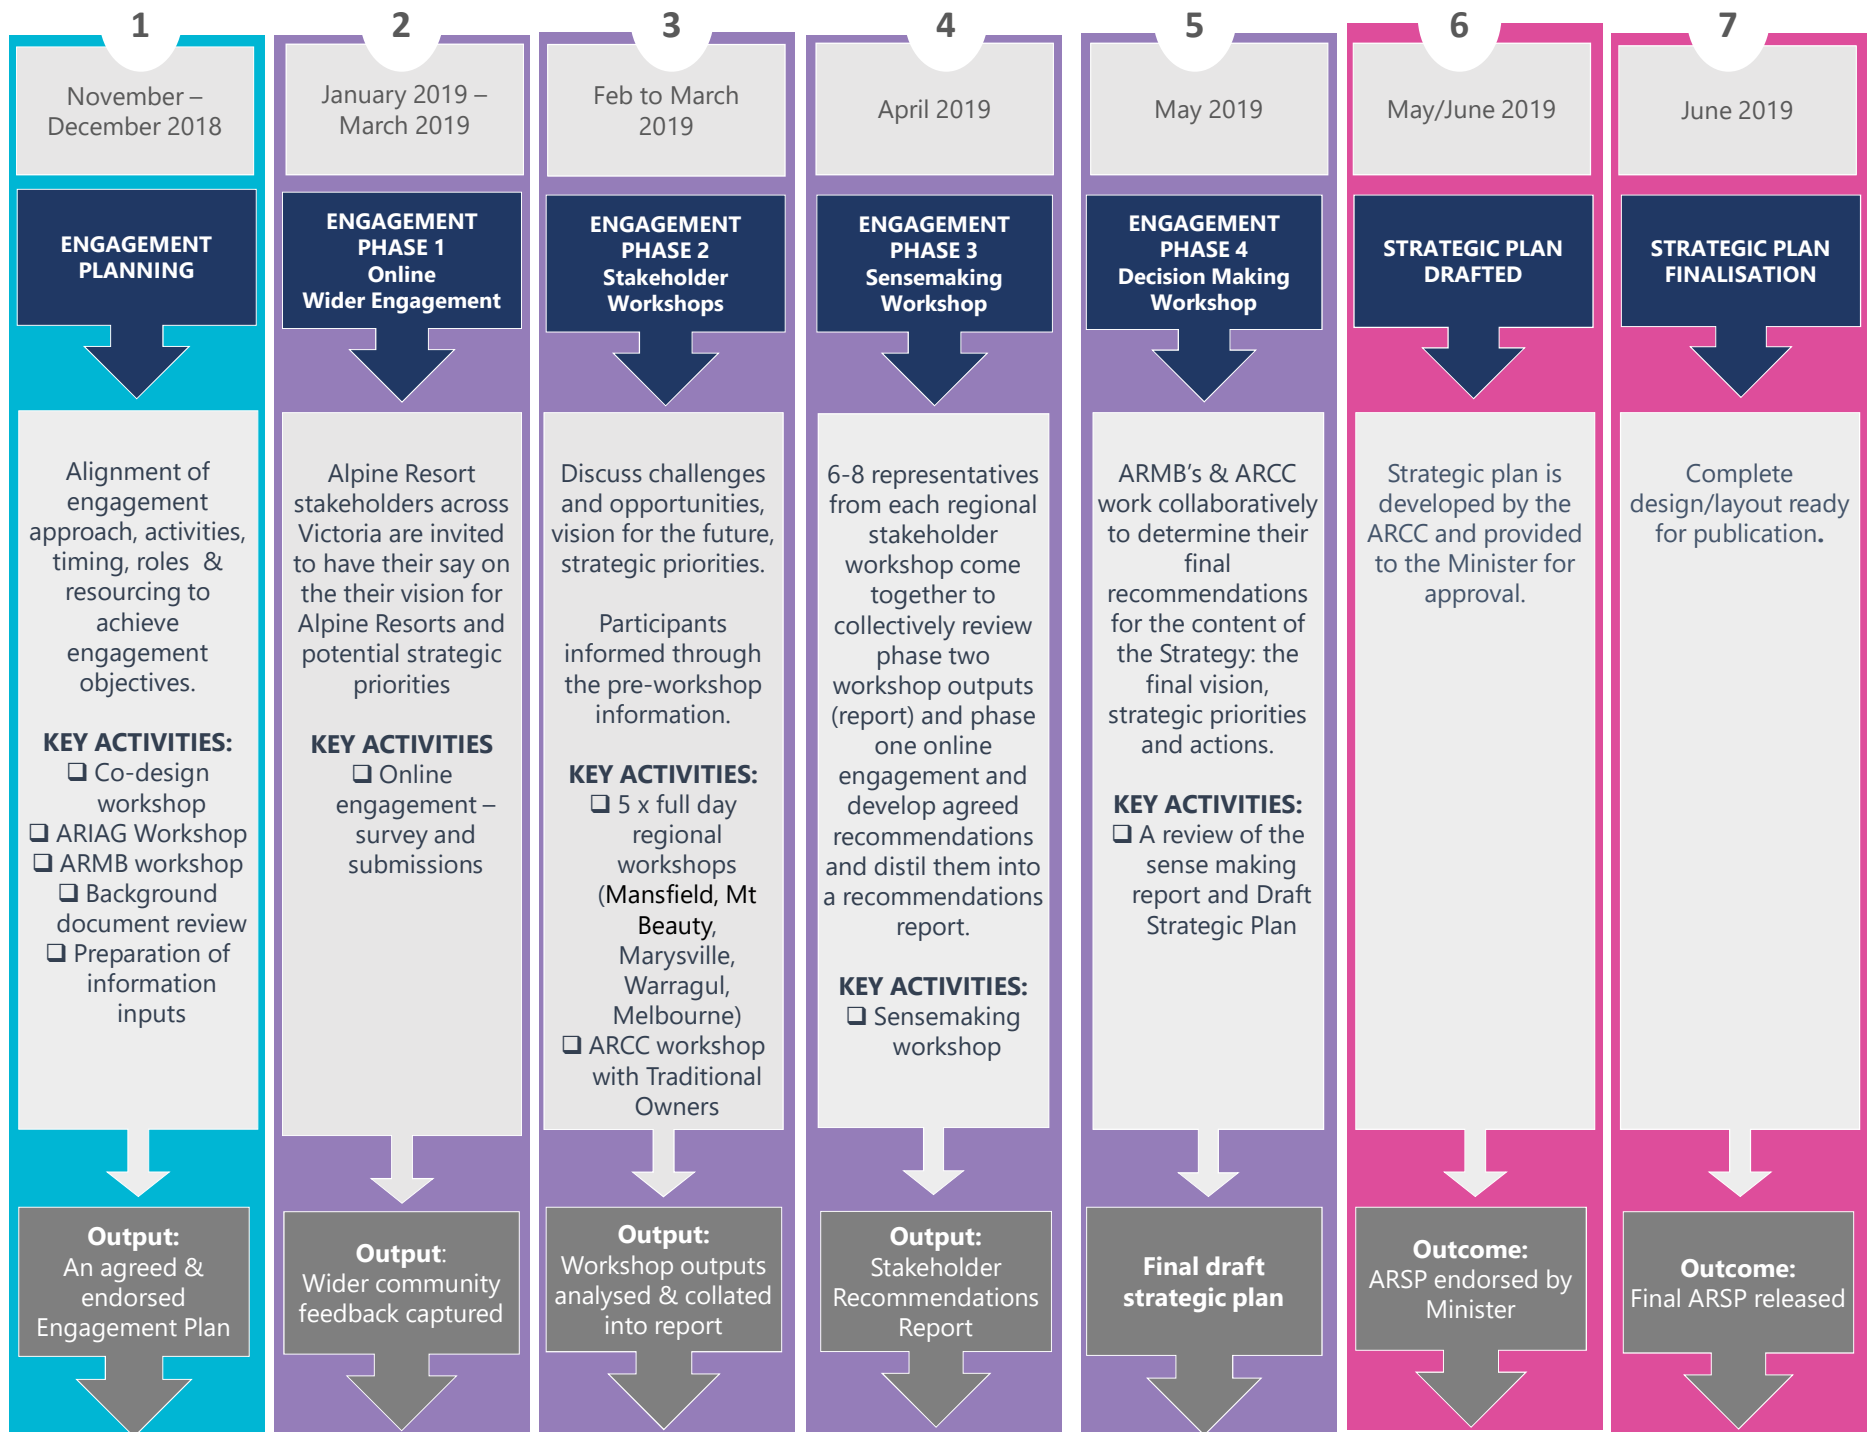 1
November –
December 2018
ENGAGEMENT
PLANNING
Alignment of
engagement
approach, activities,
timing, roles &
resourcing to
achieve
engagement
objectives.
KEY ACTIVITIES:
❑ Co-design
workshop
❑ ARIAG Workshop
❑ ARMB workshop
❑ Background
document review
❑ Preparation of
information
inputs
Output:
An agreed &
endorsed
Engagement Plan
2
January 2019 –
March 2019
ENGAGEMENT
PHASE 1
Online
Wider Engagement
Alpine Resort
stakeholders across
Victoria are invited
to have their say on
the their vision for
Alpine Resorts and
potential strategic
priorities
KEY ACTIVITIES
❑ Online
engagement –
survey and
submissions
Output:
Wider community
feedback captured
3
Feb to March
2019
ENGAGEMENT
PHASE 2
Stakeholder
Workshops
Discuss challenges
and opportunities,
vision for the future,
strategic priorities.
Participants
informed through
the pre-workshop
information.
KEY ACTIVITIES:
❑ 5 x full day
regional
workshops
(Mansfield, Mt
Beauty,
Marysville,
Warragul,
Melbourne)
❑ ARCC workshop
with Traditional
Owners
Output:
Workshop outputs
analysed & collated
into report
4
April 2019
ENGAGEMENT
PHASE 3
Sensemaking
Workshop
6-8 representatives
from each regional
stakeholder
workshop come
together to
collectively review
phase two
workshop outputs
(report) and phase
one online
engagement and
develop agreed
recommendations
and distil them into
a recommendations
report.
KEY ACTIVITIES:
❑ Sensemaking
workshop
Output:
Stakeholder
Recommendations
Report
5
May 2019
ENGAGEMENT
PHASE 4
Decision Making
Workshop
ARMB's & ARCC
work collaboratively
to determine their
final
recommendations
for the content of
the Strategy: the
final vision,
strategic priorities
and actions.
KEY ACTIVITIES:
❑ A review of the
sense making
report and Draft
Strategic Plan
Final draft
strategic plan
6
May/June 2019
STRATEGIC PLAN
DRAFTED
Strategic plan is
developed by the
ARCC and provided
to the Minister for
approval.
Outcome:
ARSP endorsed by
Minister
7
June 2019
STRATEGIC PLAN
FINALISATION
Complete
design/layout ready
for publication.
Outcome:
Final ARSP released